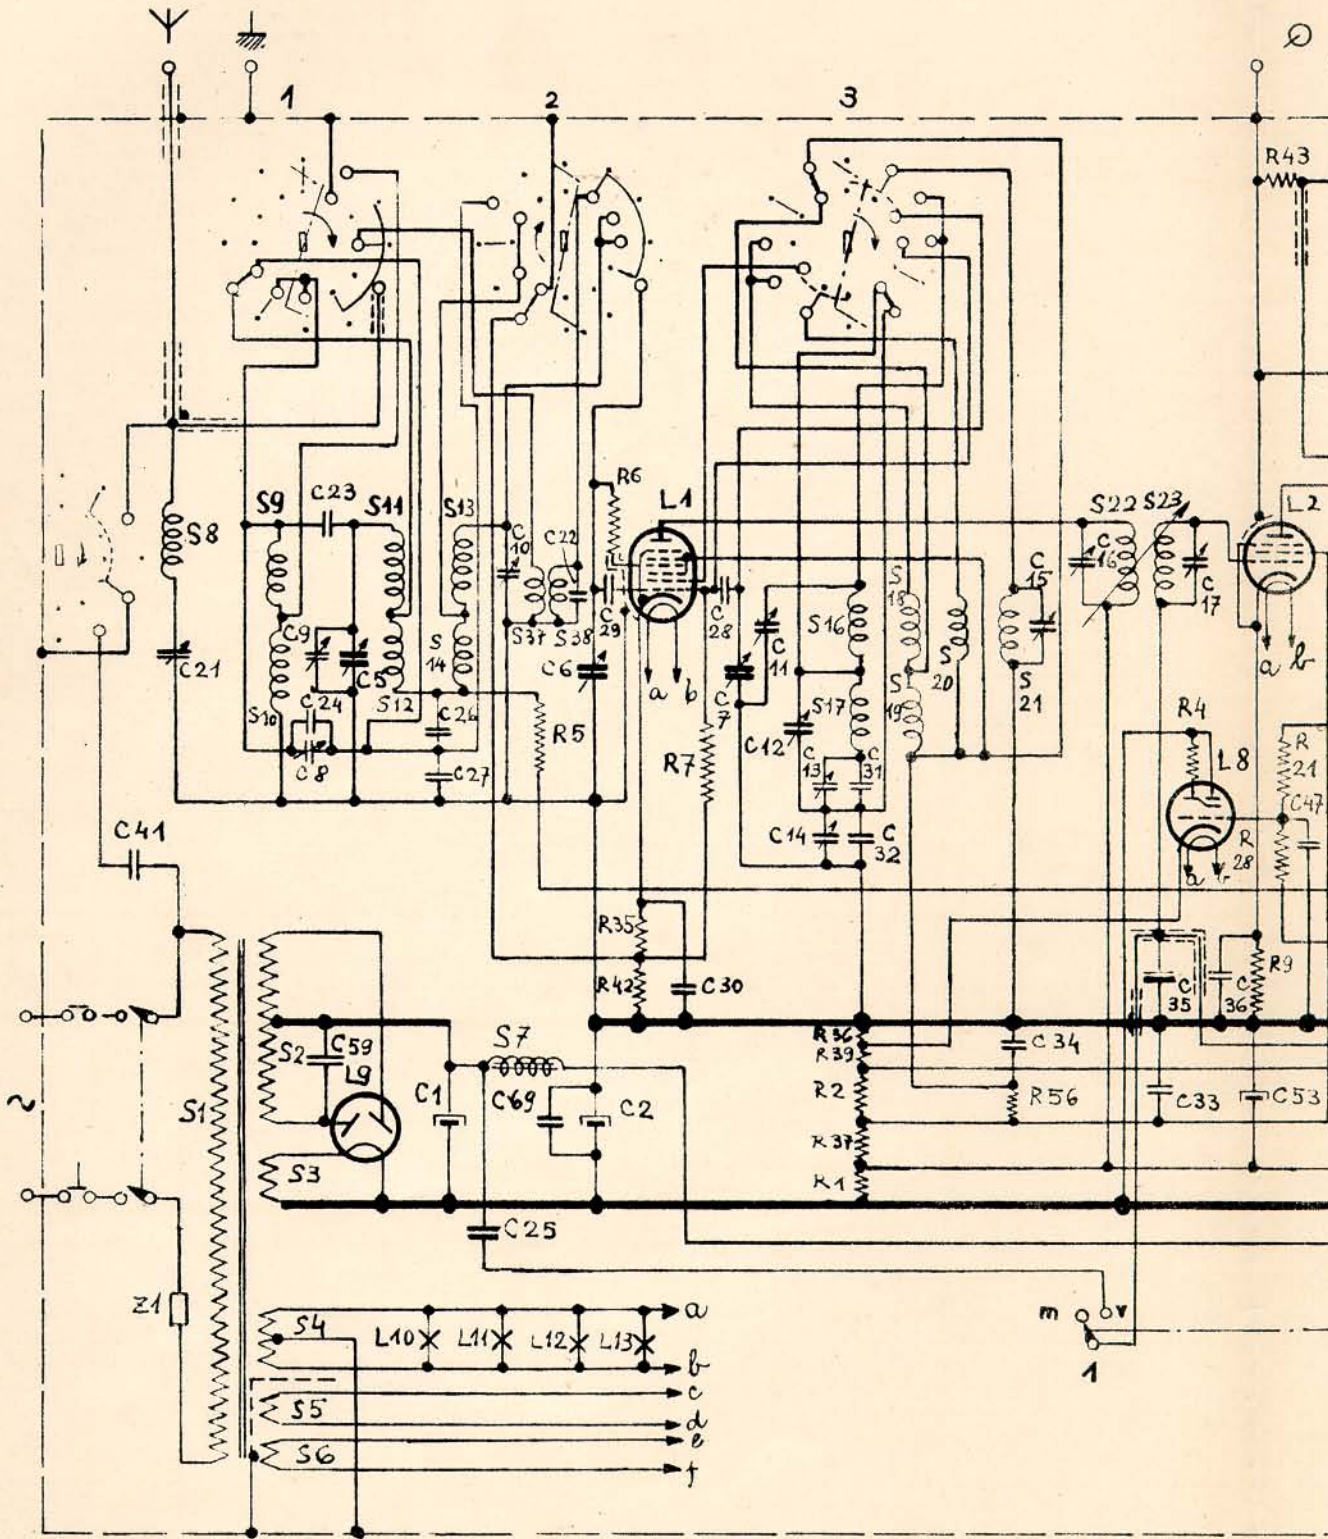 1
2
3
R43
R6
L1
S22
S23
L2
S9
C23
S11
S13
S8
C10
C22
C16
C15
C17
S37
S38
C29
C28
S16
S18
C9
C5
S14
C6
a
b
C11
S20
S21
a
b
C21
S10
C24
S12
C26
R5
C7
S17
S19
R4
C8
C27
R7
C12
C13
C31
L8
R21
C47
C41
C14
C32
R28
a
b
R35
R42
C30
C35
C36
R9
S2
C59
L9
S7
R36
R39
C34
~
S1
C1
C69
C2
R2
R56
C33
C53
S3
R37
R1
C25
Z1
S4
L10
L11
L12
L13
a
b
m
v
1
S5
c
d
S6
e
f